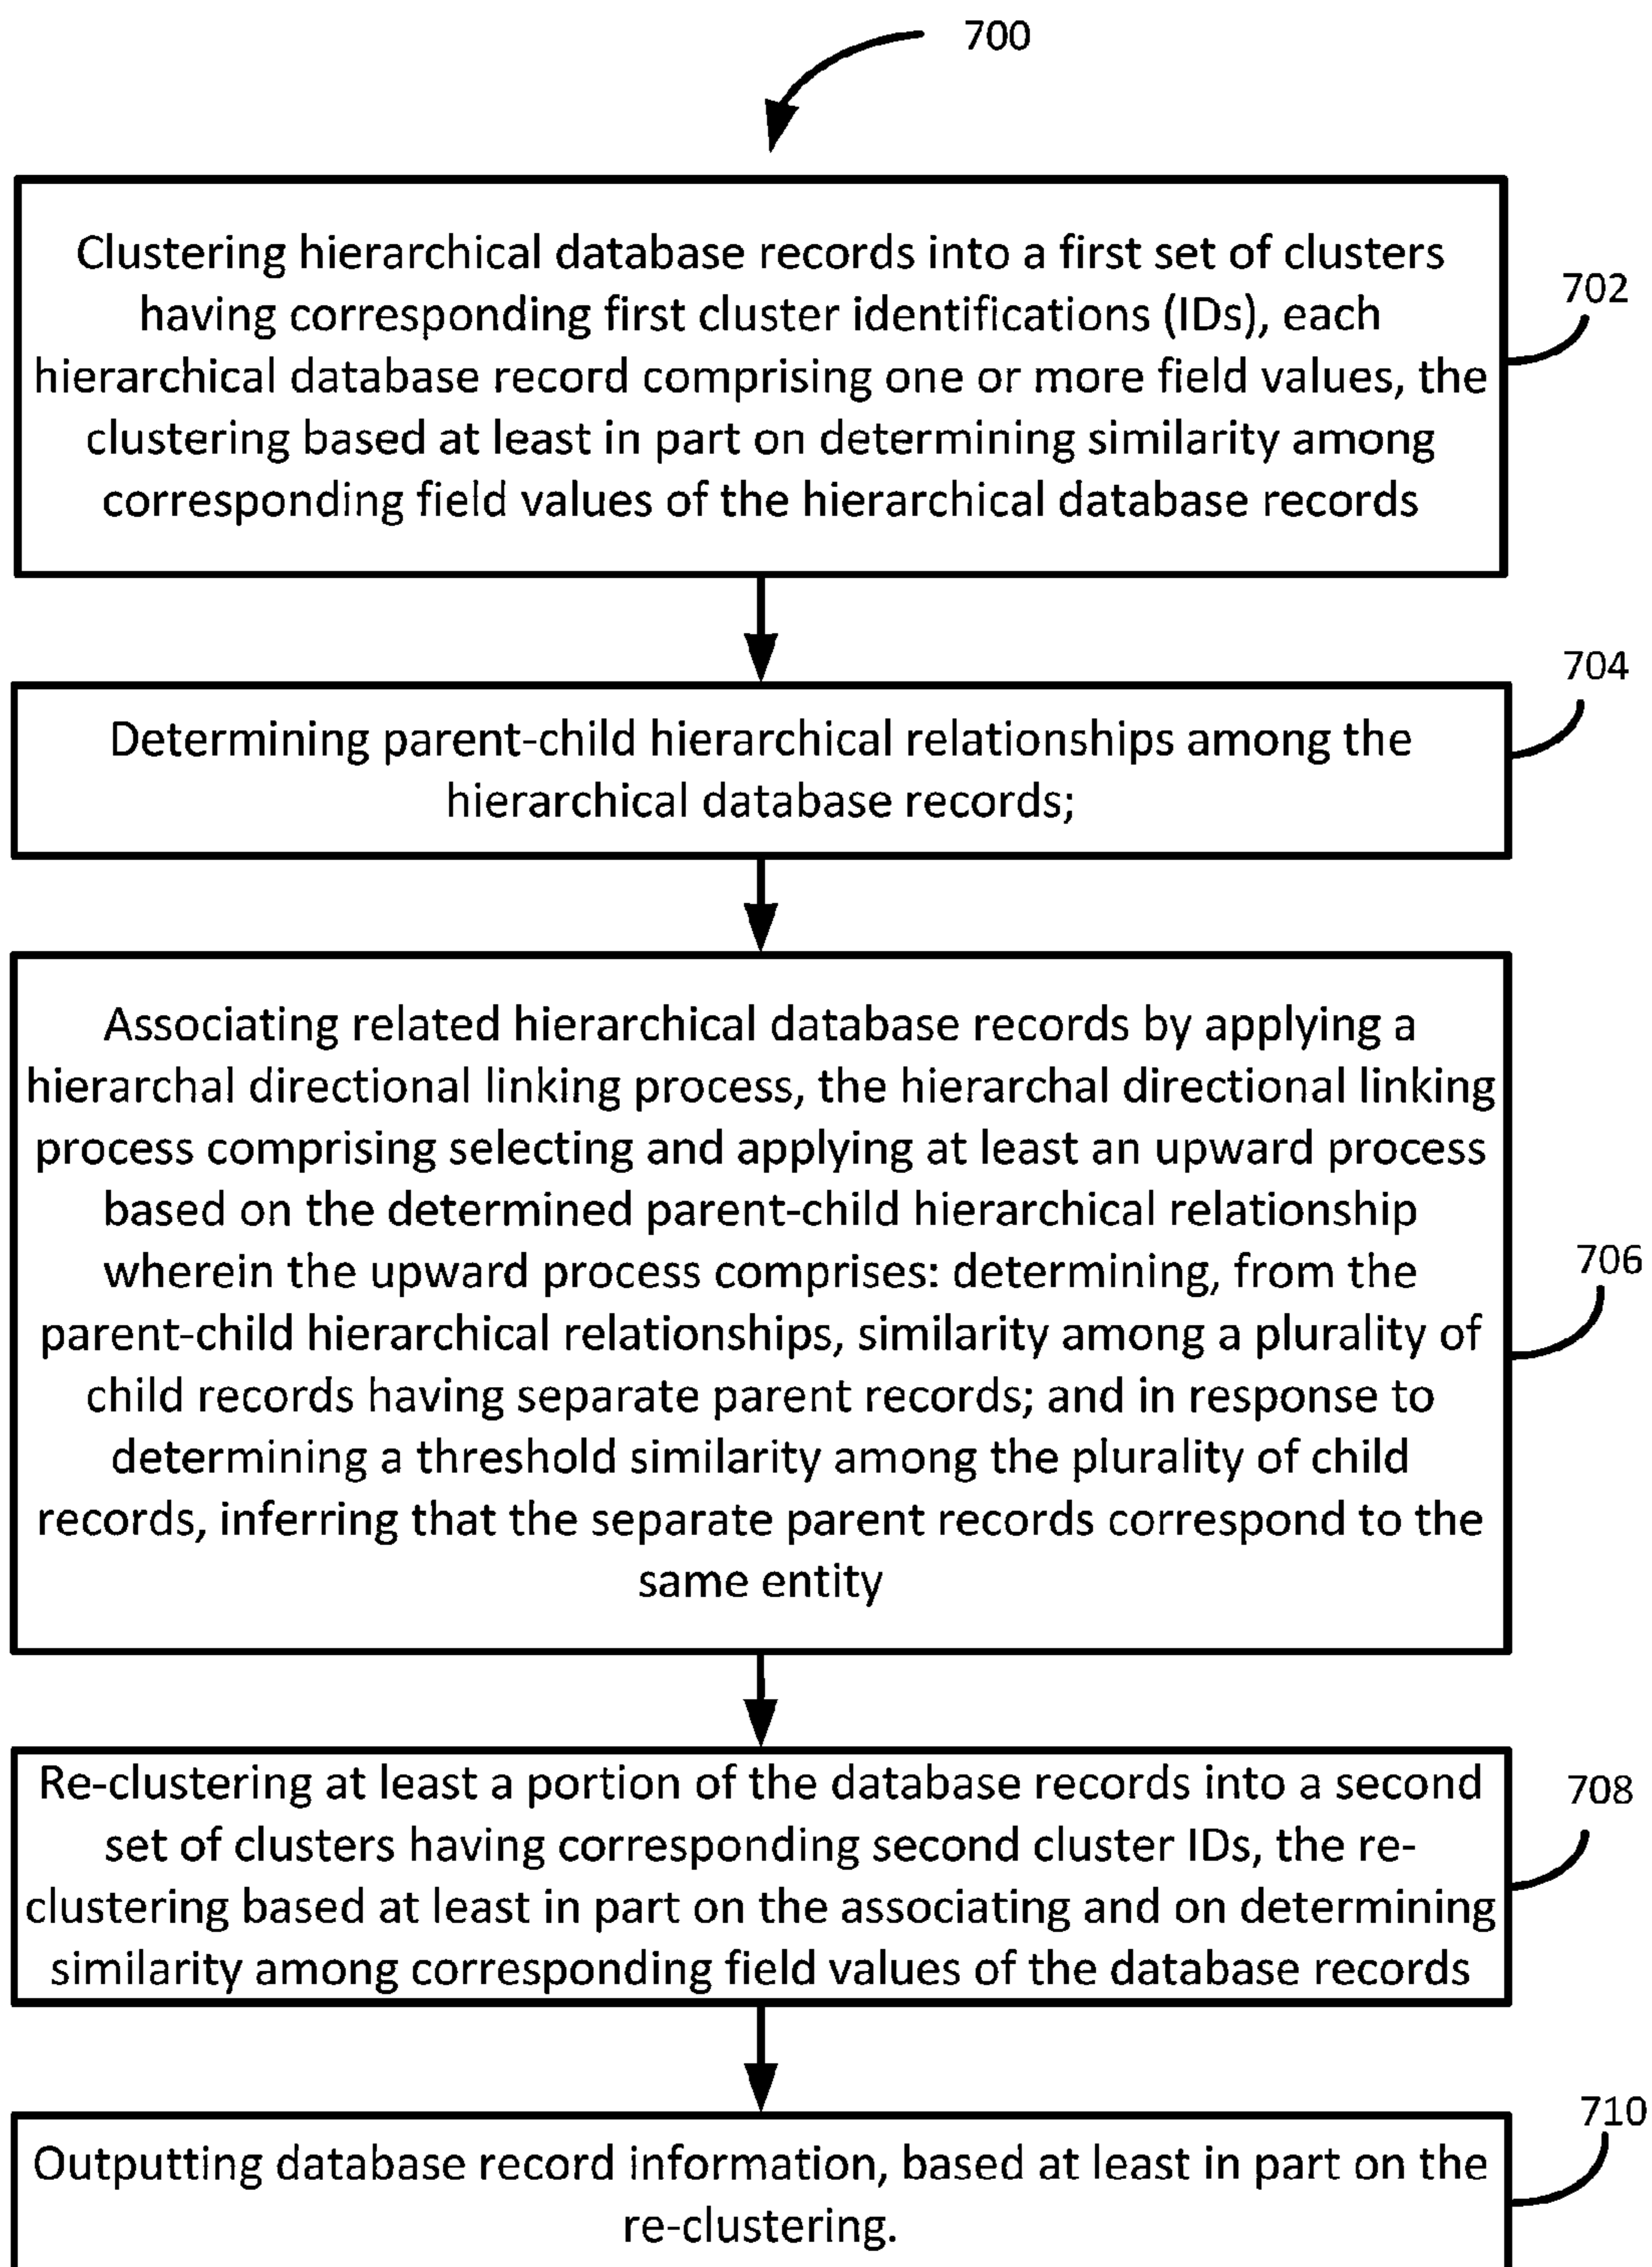 700
Clustering hierarchical database records into a first set of clusters
having corresponding first cluster identifications (IDs), each
hierarchical database record comprising one or more field values, the
clustering based at least in part on determining similarity among
corresponding field values of the hierarchical database records
702
Determining parent-child hierarchical relationships among the
hierarchical database records;
704
Associating related hierarchical database records by applying a
hierarchal directional linking process, the hierarchal directional linking
process comprising selecting and applying at least an upward process
based on the determined parent-child hierarchical relationship
wherein the upward process comprises: determining, from the
parent-child hierarchical relationships, similarity among a plurality of
child records having separate parent records; and in response to
determining a threshold similarity among the plurality of child
records, inferring that the separate parent records correspond to the
same entity
706
Re-clustering at least a portion of the database records into a second
set of clusters having corresponding second cluster IDs, the re-
clustering based at least in part on the associating and on determining
similarity among corresponding field values of the database records
708
Outputting database record information, based at least in part on the
re-clustering.
710